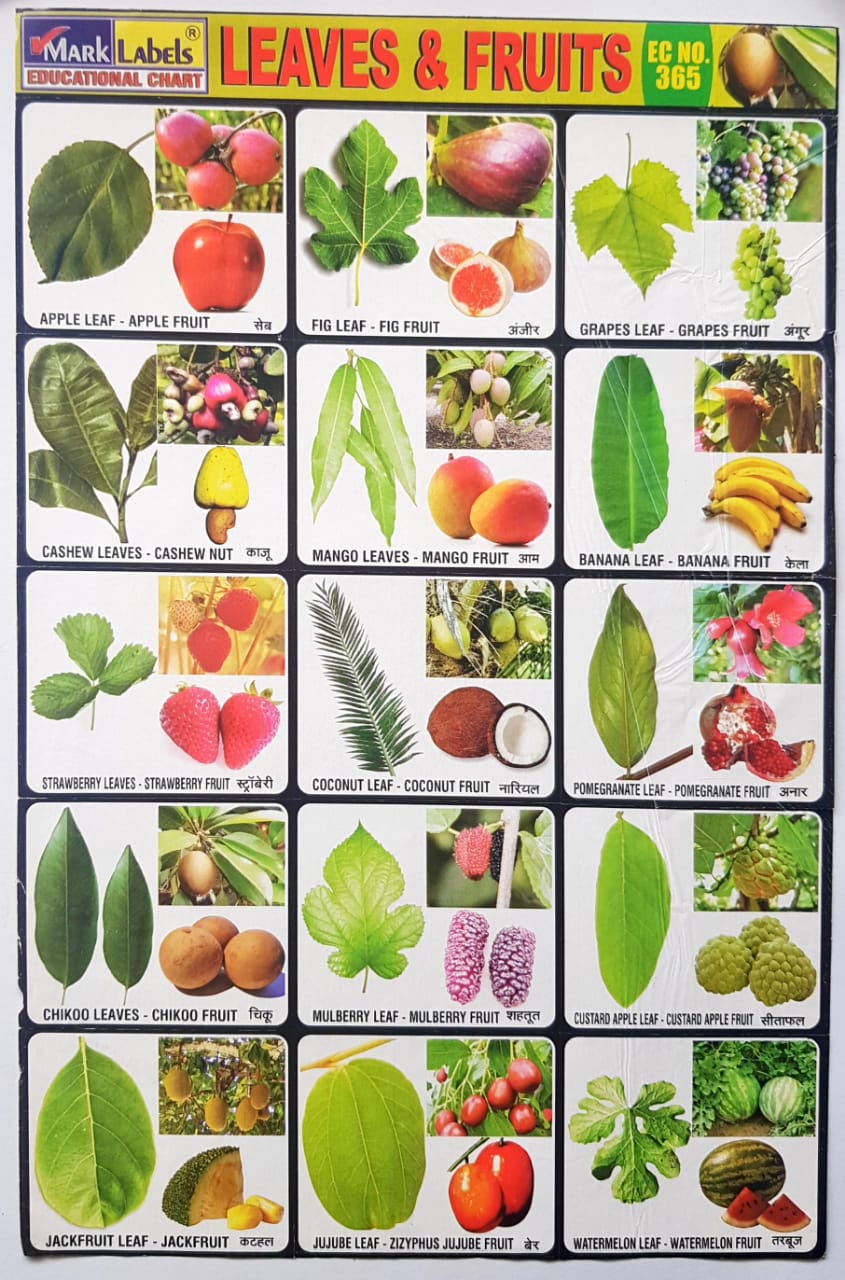 Mark Labels ®
EDUCATIONAL CHART
LEAVES & FRUITS
EC NO.
365
APPLE LEAF - APPLE FRUIT सेब
FIG LEAF - FIG FRUIT अंजीर
GRAPES LEAF - GRAPES FRUIT अंगूर
CASHEW LEAVES - CASHEW NUT काजू
MANGO LEAVES - MANGO FRUIT आम
BANANA LEAF - BANANA FRUIT केला
STRAWBERRY LEAVES - STRAWBERRY FRUIT स्ट्रॉबेरी
COCONUT LEAF - COCONUT FRUIT नारियल
POMEGRANATE LEAF - POMEGRANATE FRUIT अनार
CHIKOO LEAVES - CHIKOO FRUIT चिकू
MULBERRY LEAF - MULBERRY FRUIT शहतूत
CUSTARD APPLE LEAF - CUSTARD APPLE FRUIT सीताफल
JACKFRUIT LEAF - JACKFRUIT कटहल
JUJUBE LEAF - ZIZYPHUS JUJUBE FRUIT बेर
WATERMELON LEAF - WATERMELON FRUIT तरबूज